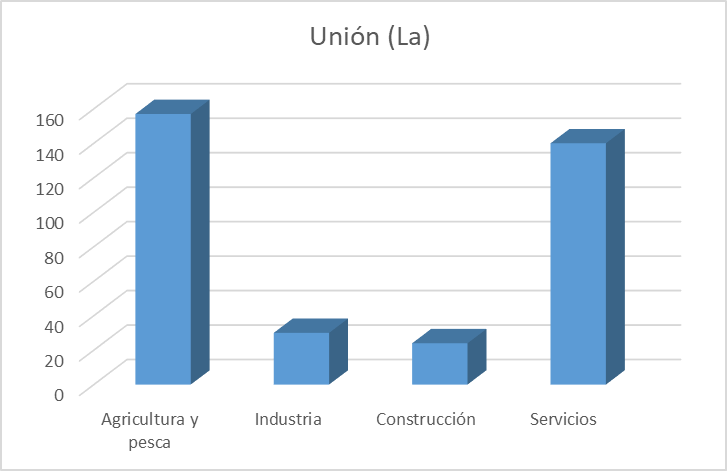 Unión (La)
160
140
120
100
80
60
40
20
0
Agricultura y
pesca
Industria
Construcción
Servicios